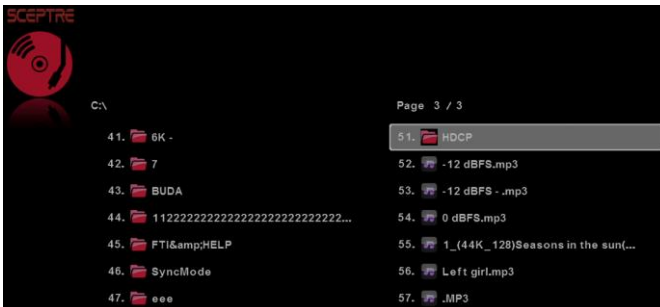 SCEPTRE
C:\
41. 6K -
42. 7
43. BUDA
44. 112222222222222222222222222...
45. FTI&amp;HELP
46. SyncMode
47. eee
Page 3 / 3
51. HDCP
52. -12 dBFS.mp3
53. -12 dBFS - .mp3
54. 0 dBFS.mp3
55. 1_(44K_128)Seasons in the sun(...
56. Left girl.mp3
57. .MP3